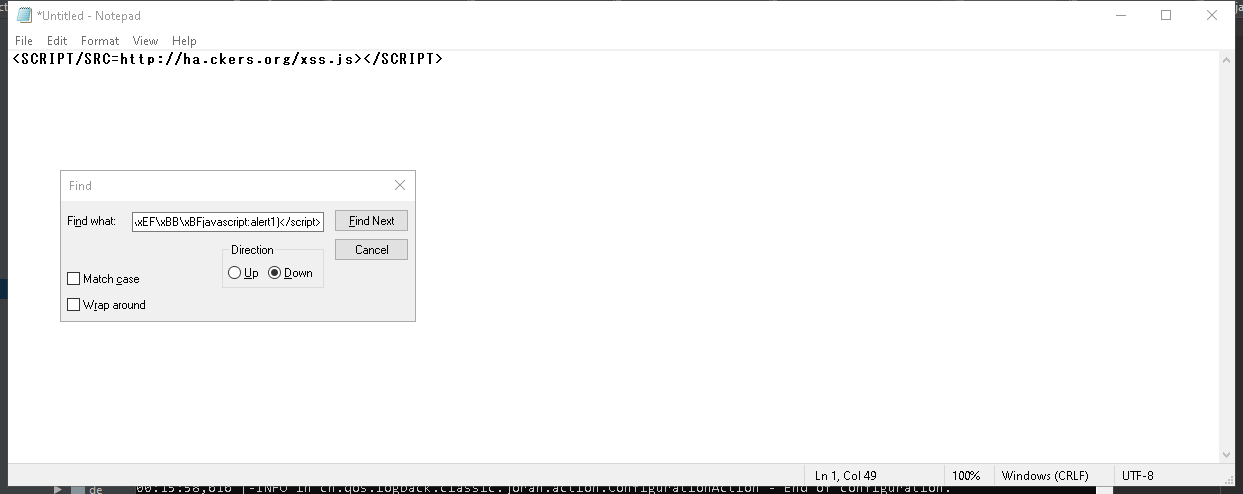 *Untitled - Notepad
File Edit Format View Help
<SCRIPT/SRC=http://ha.ckers.org/xss.js></SCRIPT>
Find
Find what: \xEF\xBB\xBFjavascript:alert1)</script> Find Next
Direction Cancel
Up Down
Match case
Wrap around
Ln 1, Col 49 100% Windows (CRLF) UTF-8
de 00:15:58,616 |-INFO in ch.qos.logback.classic.joran.action.ConfigurationAction - End of configuration.